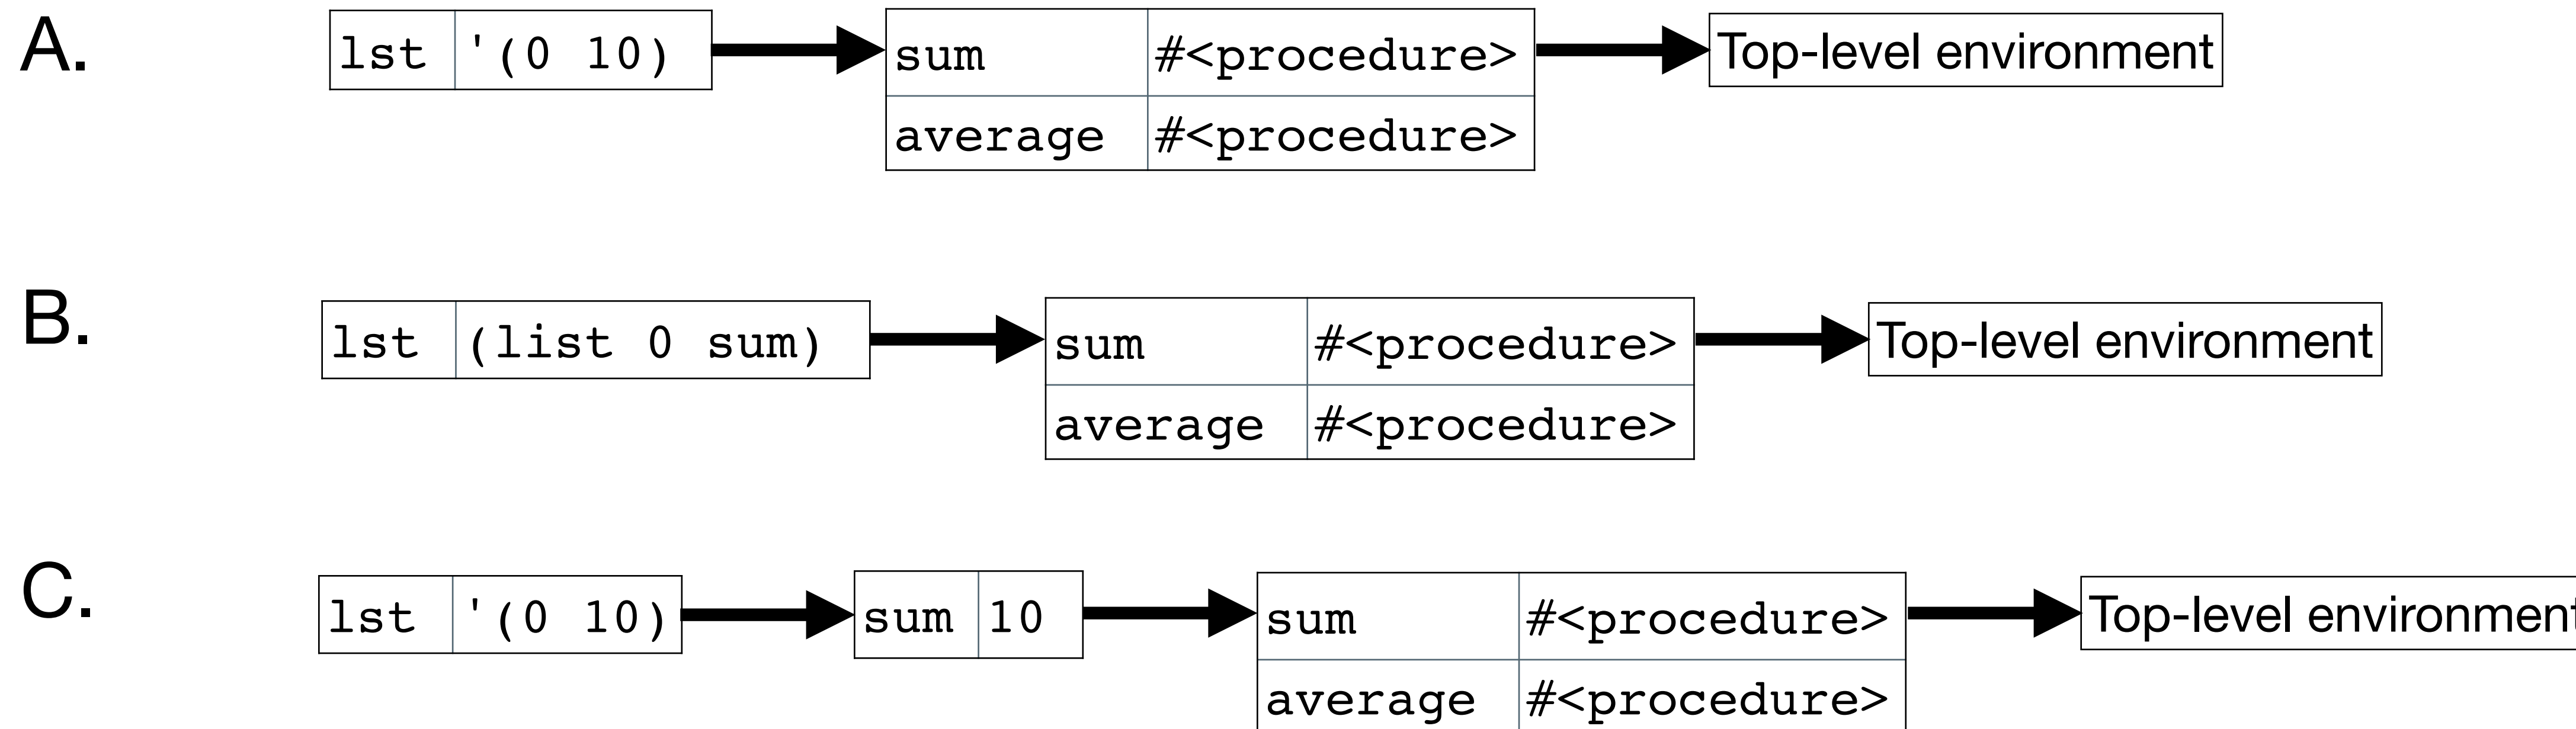 A. lst '(0 10) sum #<procedure> Top-level environment
average #<procedure>
B. lst (list 0 sum) sum #<procedure> Top-level environment
average #<procedure>
C. lst '(0 10) sum 10 sum #<procedure> Top-level environment
average #<procedure>